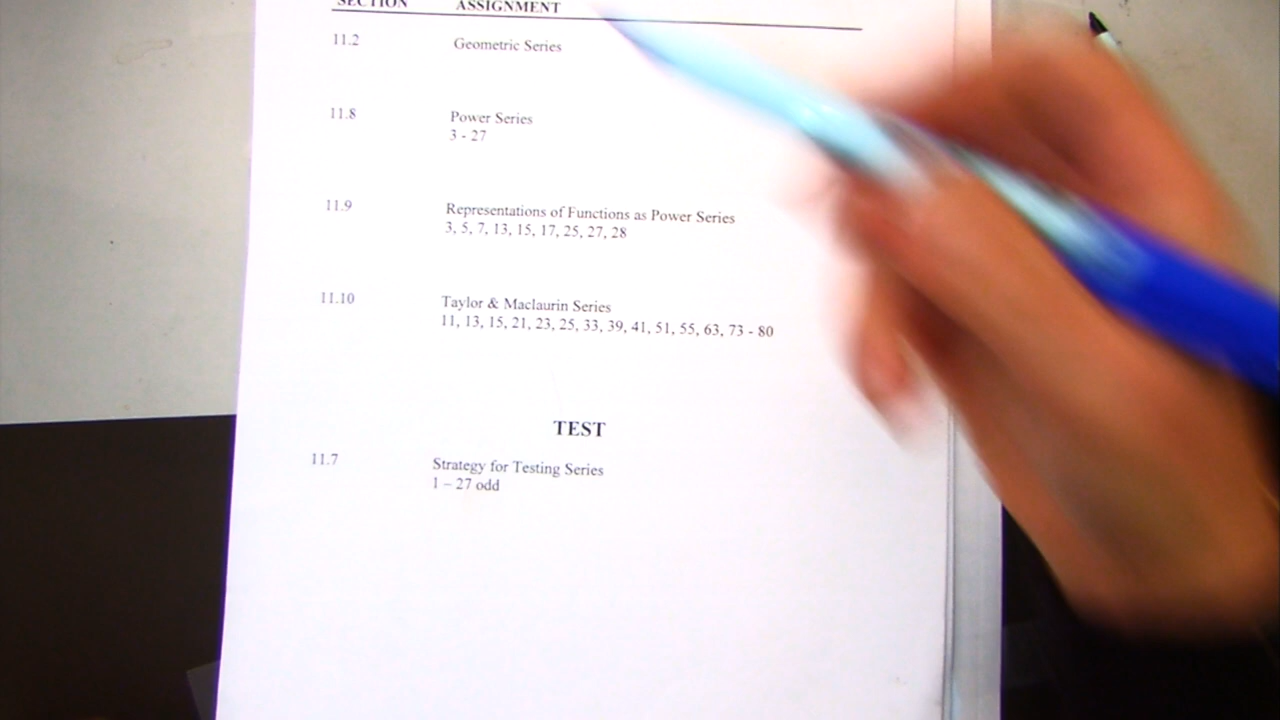 SECTION ASSIGNMENT
11.2 Geometric Series
11.8 Power Series
3 - 27
11.9 Representations of Functions as Power Series
3, 5, 7, 13, 15, 17, 25, 27, 28
11.10 Taylor & Maclaurin Series
11, 13, 15, 21, 23, 25, 33, 39, 41, 51, 55, 63, 73 - 80
TEST
11.7 Strategy for Testing Series
1 – 27 odd